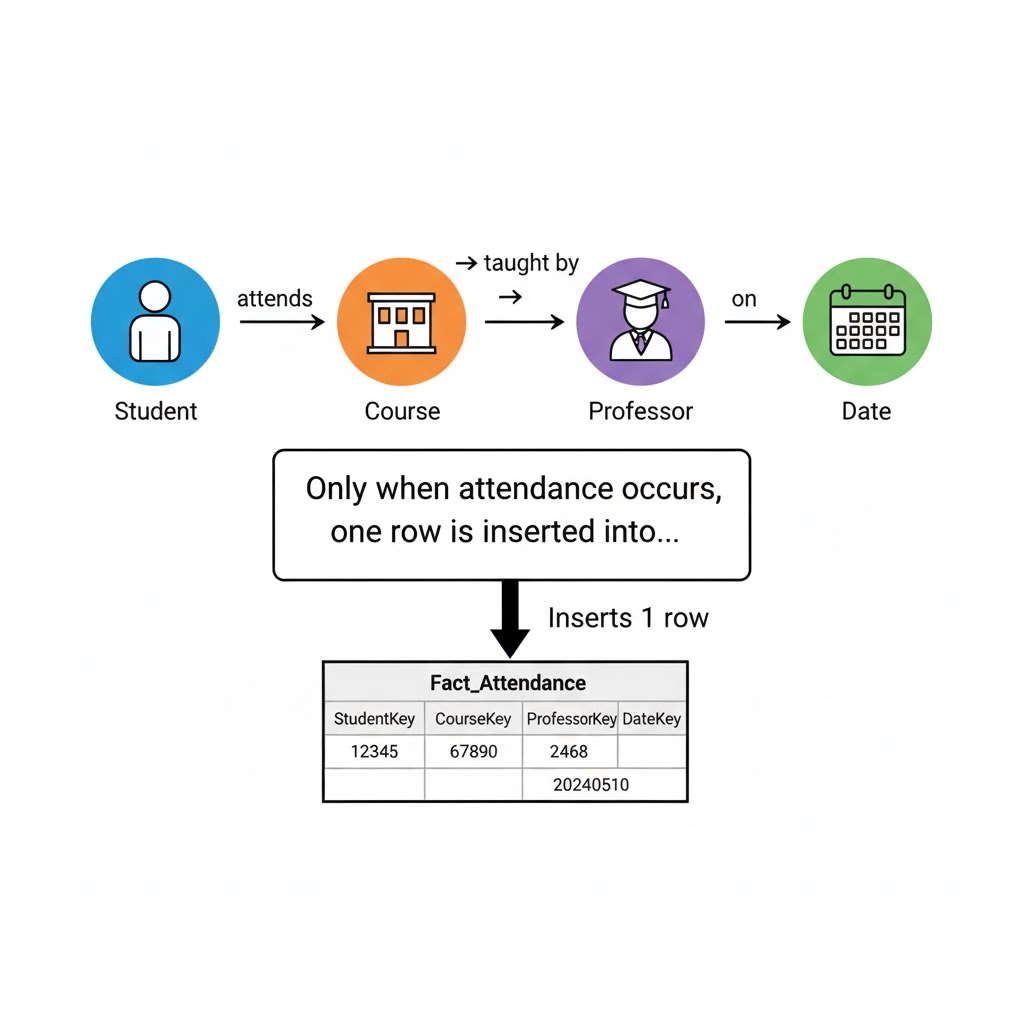 → taught by
attends
→
on
Student
Course
Professor
Date
Only when attendance occurs,
one row is inserted into...
Inserts 1 row
Fact_Attendance
StudentKey CourseKey ProfessorKey DateKey
12345 67890 2468
20240510